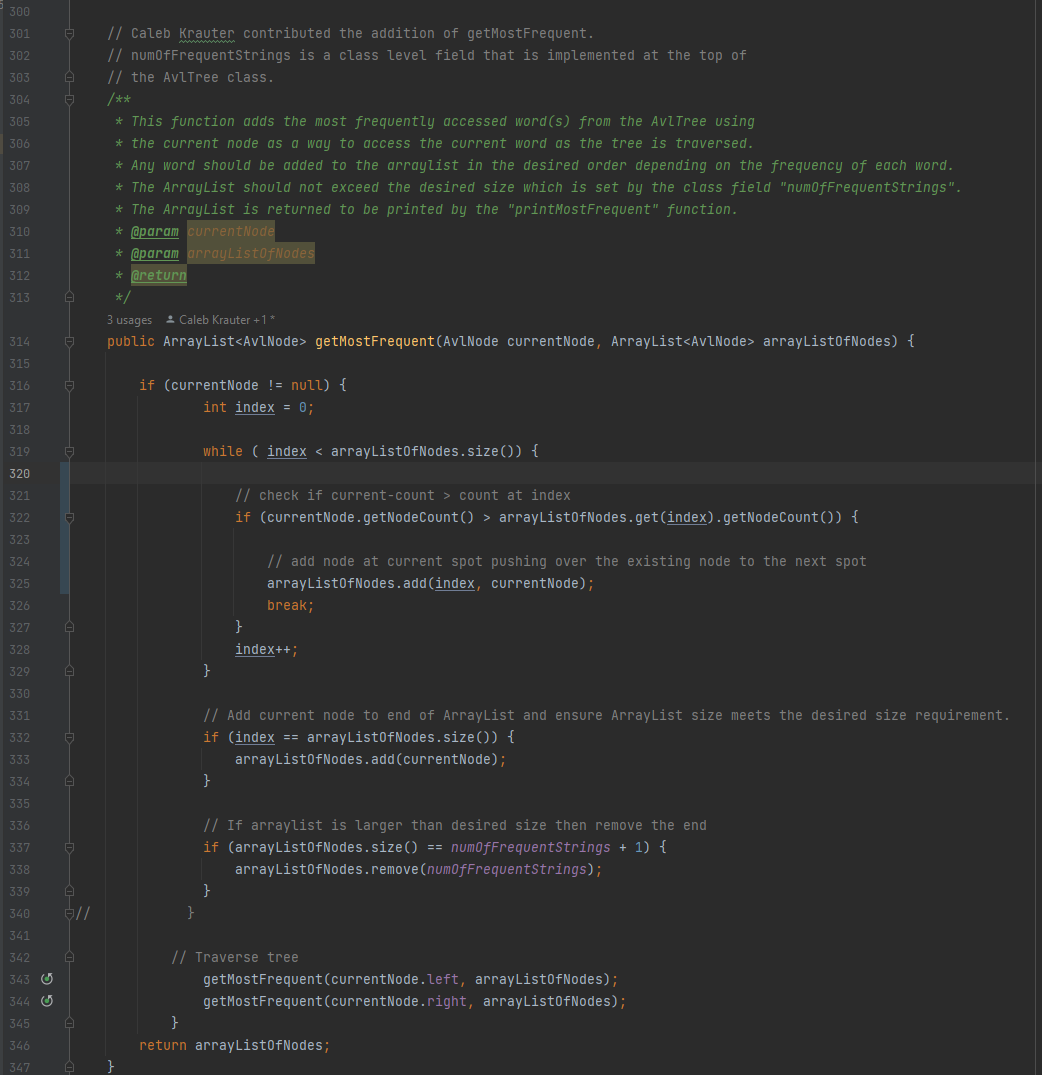 300
301 // Caleb Krauter contributed the addition of getMostFrequent.
302 // numOfFrequentStrings is a class level field that is implemented at the top of
303 // the AvlTree class.
304 /**
305 * This function adds the most frequently accessed word(s) from the AvlTree using
306 * the current node as a way to access the current word as the tree is traversed.
307 * Any word should be added to the arraylist in the desired order depending on the frequency of each word.
308 * The ArrayList should not exceed the desired size which is set by the class field "numOfFrequentStrings".
309 * The ArrayList is returned to be printed by the "printMostFrequent" function.
310 * @param currentNode
311 * @param arrayListOfNodes
312 * @return
313 */
3 usages Caleb Krauter +1 *
314 public ArrayList<AvlNode> getMostFrequent(AvlNode currentNode, ArrayList<AvlNode> arrayListOfNodes) {
315
316 if (currentNode != null) {
317 int index = 0;
318
319 while ( index < arrayListOfNodes.size()) {
320
321 // check if current-count > count at index
322 if (currentNode.getNodeCount() > arrayListOfNodes.get(index).getNodeCount()) {
323
324 // add node at current spot pushing over the existing node to the next spot
325 arrayListOfNodes.add(index, currentNode);
326 break;
327 }
328 index++;
329 }
330
331 // Add current node to end of ArrayList and ensure ArrayList size meets the desired size requirement.
332 if (index == arrayListOfNodes.size()) {
333 arrayListOfNodes.add(currentNode);
334 }
335
336 // If arraylist is larger than desired size then remove the end
337 if (arrayListOfNodes.size() == numOfFrequentStrings + 1) {
338 arrayListOfNodes.remove(numOfFrequentStrings);
339 }
340 // }
341
342 // Traverse tree
343 getMostFrequent(currentNode.left, arrayListOfNodes);
344 getMostFrequent(currentNode.right, arrayListOfNodes);
345 }
346 return arrayListOfNodes;
347 }